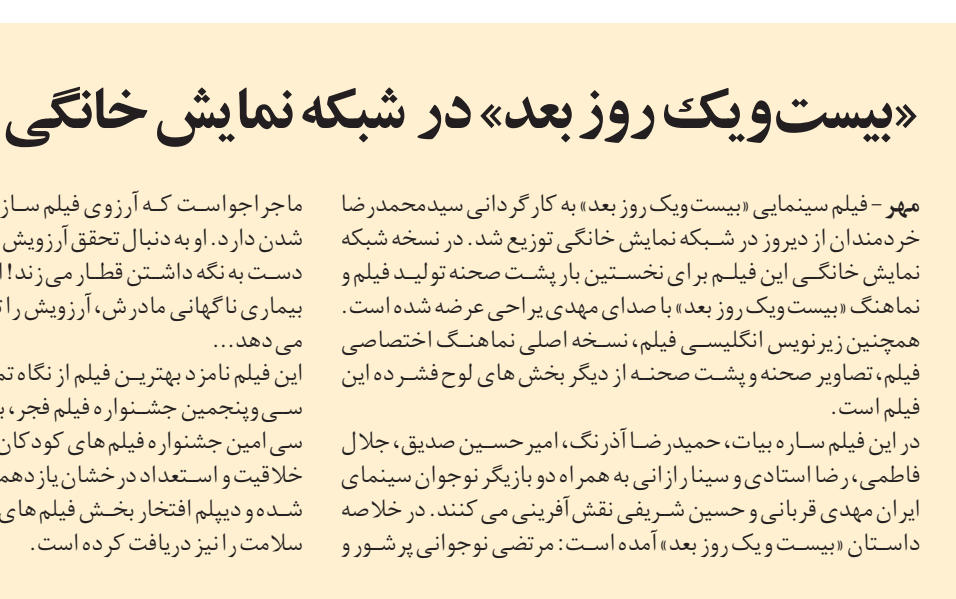 «بیست‌و یک روز بعد» در شبکه نمایش خانگی
مهر - فیلم سینمایی «بیست‌ویک روز بعد» به کارگردانی سیدمحمدرضا
خردمندان از دیروز در شبکه نمایش خانگی توزیع شد. در نسخه شبکه
نمایش خانگی این فیلم برای نخستین بار پشت صحنه تولید فیلم و
نماهنگ «بیست‌ویک روز بعد» با صدای مهدی یراحی عرضه شده است.
همچنین زیرنویس انگلیسی فیلم، نسخه اصلی نماهنگ اختصاصی
فیلم، تصاویر صحنه و پشت صحنه از دیگر بخش های لوح فشرده این
فیلم است.
در این فیلم ساره بیات، حمیدرضا آذرنگ، امیرحسین صدیق، جلال
فاطمی، رضا استادی و سینا رازانی به همراه دو بازیگر نوجوان سینمای
ایران مهدی قربانی و حسین شریفی نقش‌آفرینی می کنند. در خلاصه
داستان «بیست و یک روز بعد» آمده است: مرتضی نوجوانی پرشور و
ماجراجواست که آرزوی فیلم ساز
شدن دارد. او به دنبال تحقق آرزویش
دست به نگه داشتن قطار می زند!
بیماری ناگهانی مادرش، آرزویش را
می دهد...
این فیلم نامزد بهترین فیلم از نگاه
سی‌وپنجمین جشنواره فیلم فجر،
سی امین جشنواره فیلم های کودکان
خلاقیت و استعداد درخشان یازدهم
شده و دیپلم افتخار بخش فیلم های
سلامت را نیز دریافت کرده است.